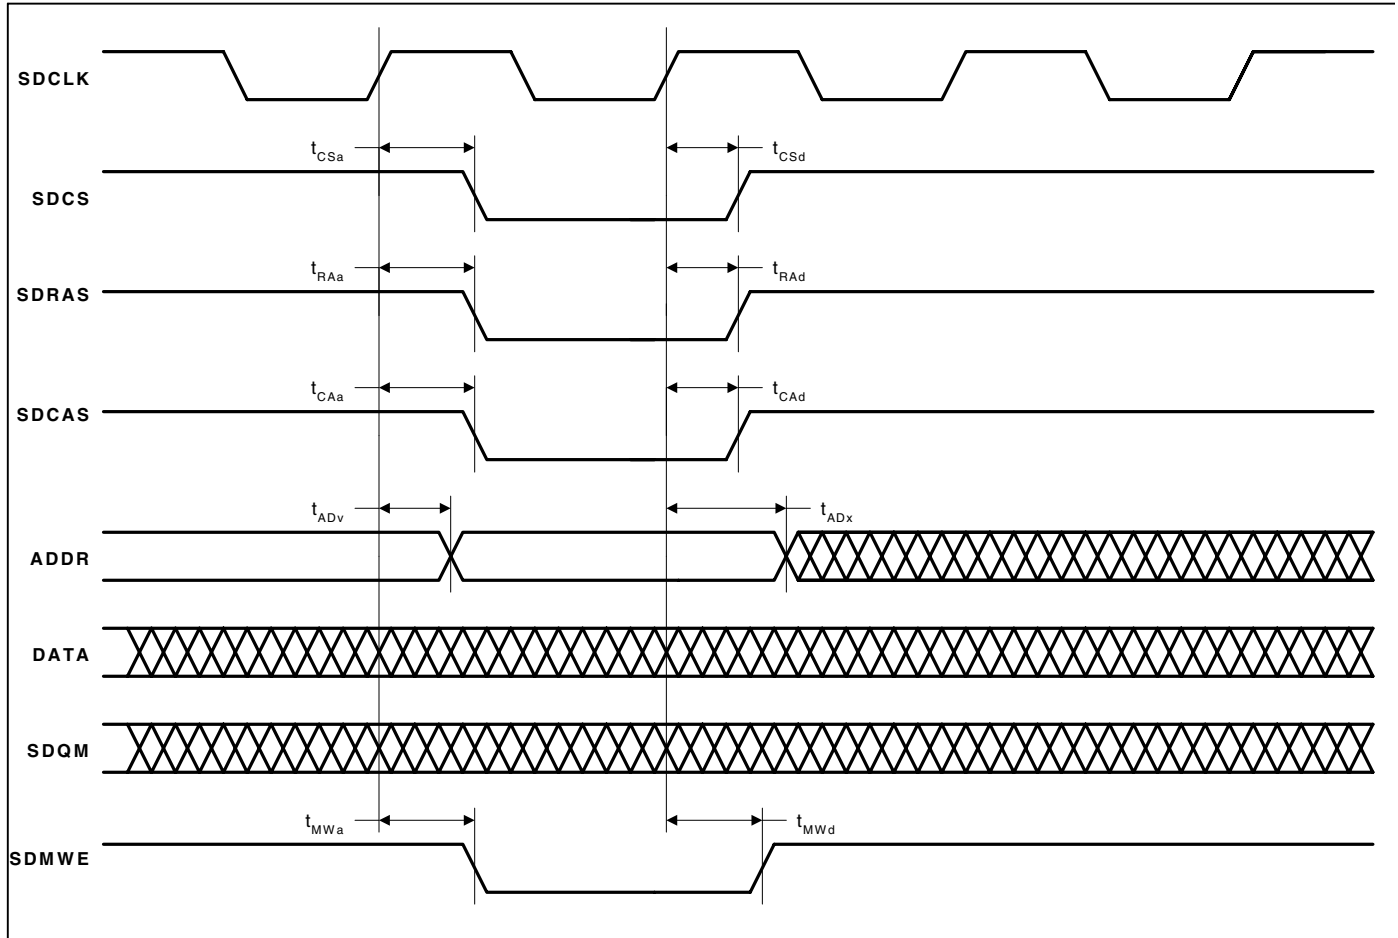 SDCLK
tCSa tCSd
SDCS
tRAa tRAd
SDRAS
tCAa tCAd
SDCAS
tADv tADx
ADDR
DATA
SDQM
tMWa tMWd
SDMWE